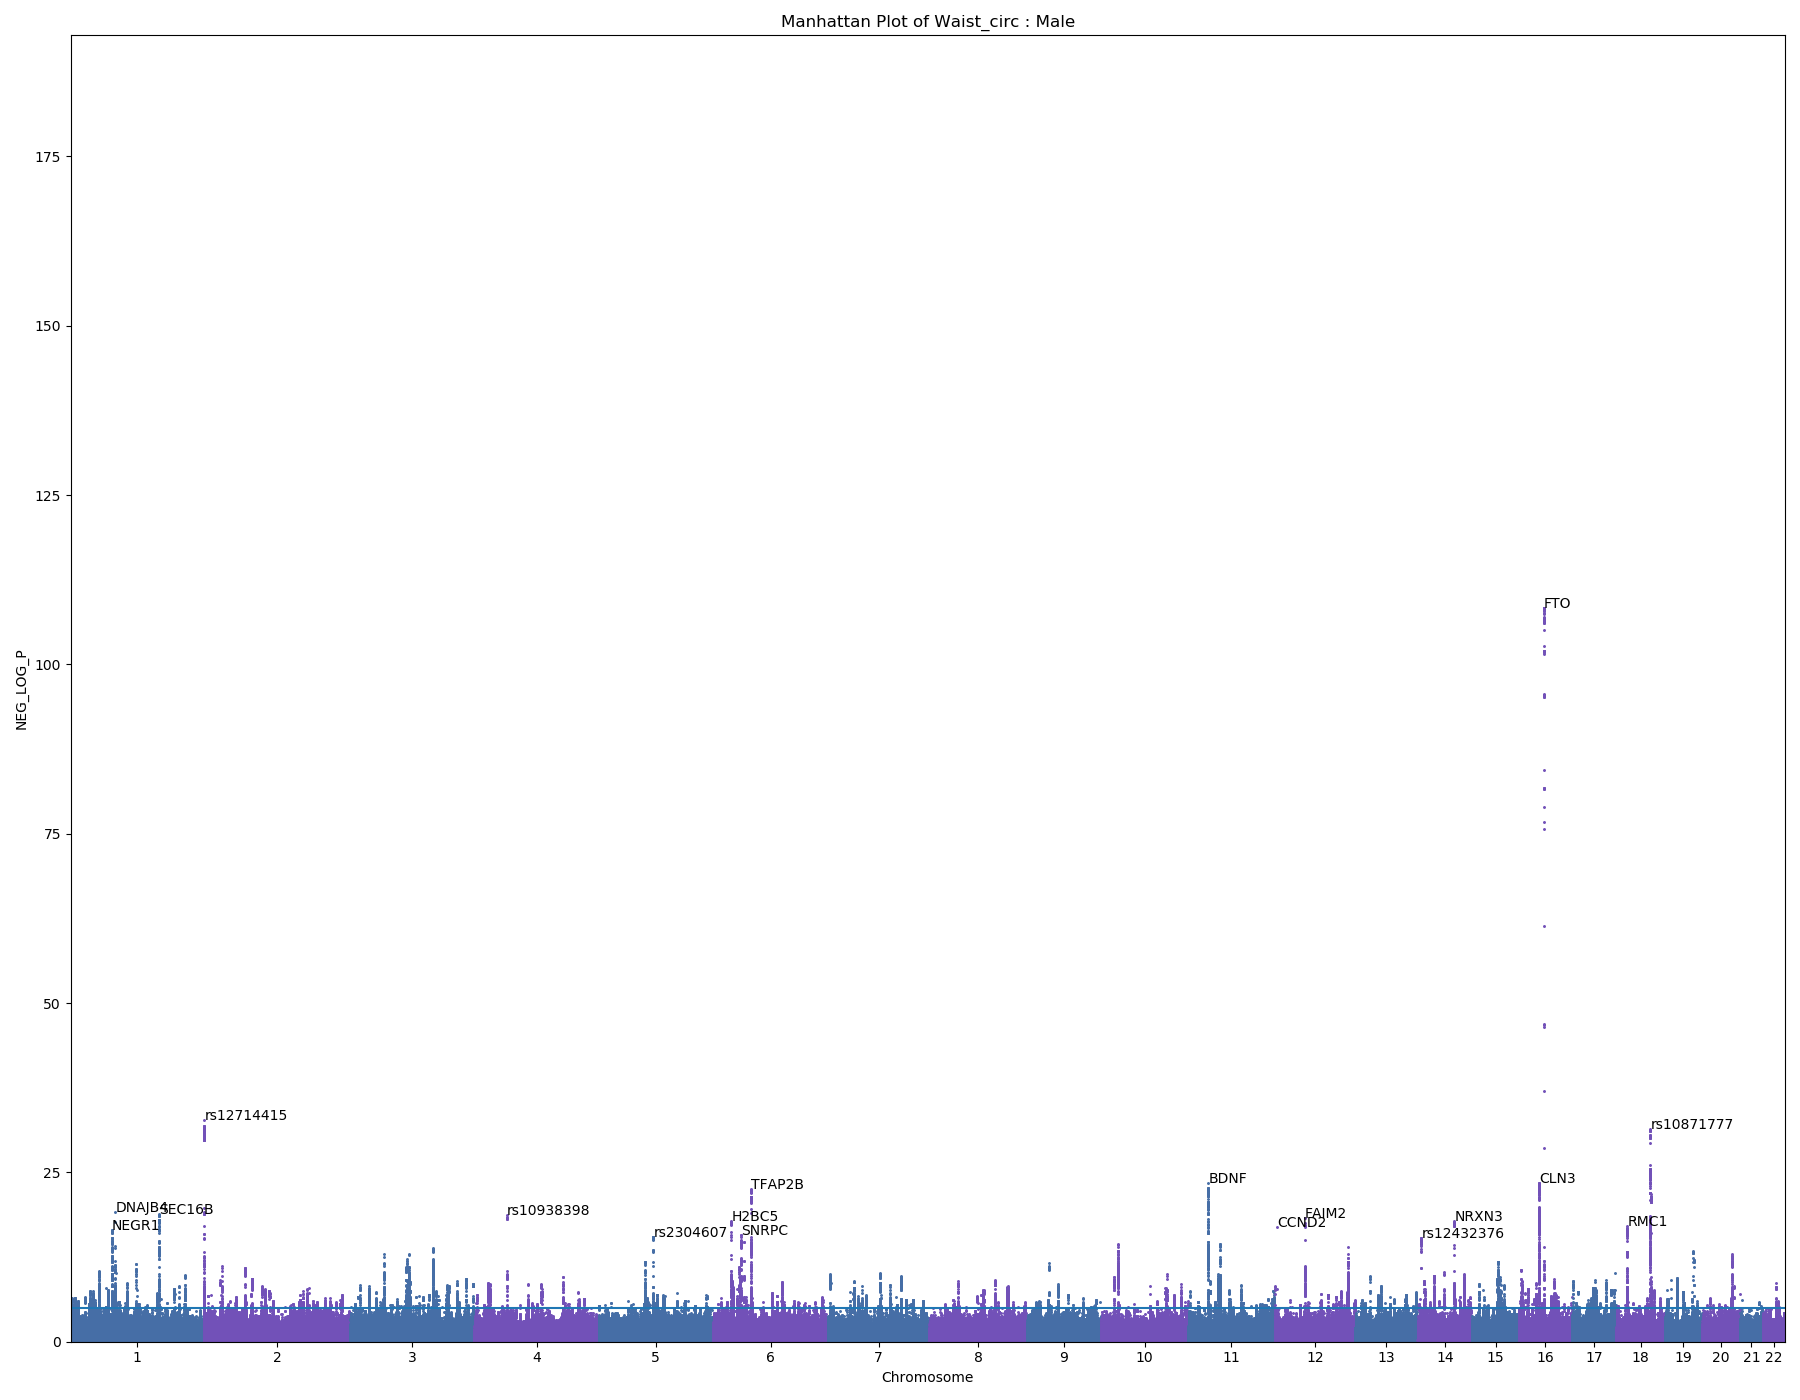 Manhattan Plot of Waist_circ : Male
NEG_LOG_P
175
150
125
100
75
50
25
0
FTO
rs12714415
rs10871777
BDNF
CLN3
TFAP2B
DNAJB4
SEC16B
rs10938398
FAIM2
H2BC5
NRXN3
RMC1
CCND2
NEGR1
SNRPC
rs2304607
rs12432376
1 2 3 4 5 6 7 8 9 10 11 12 13 14 15 16 17 18 19 20 21 22
Chromosome